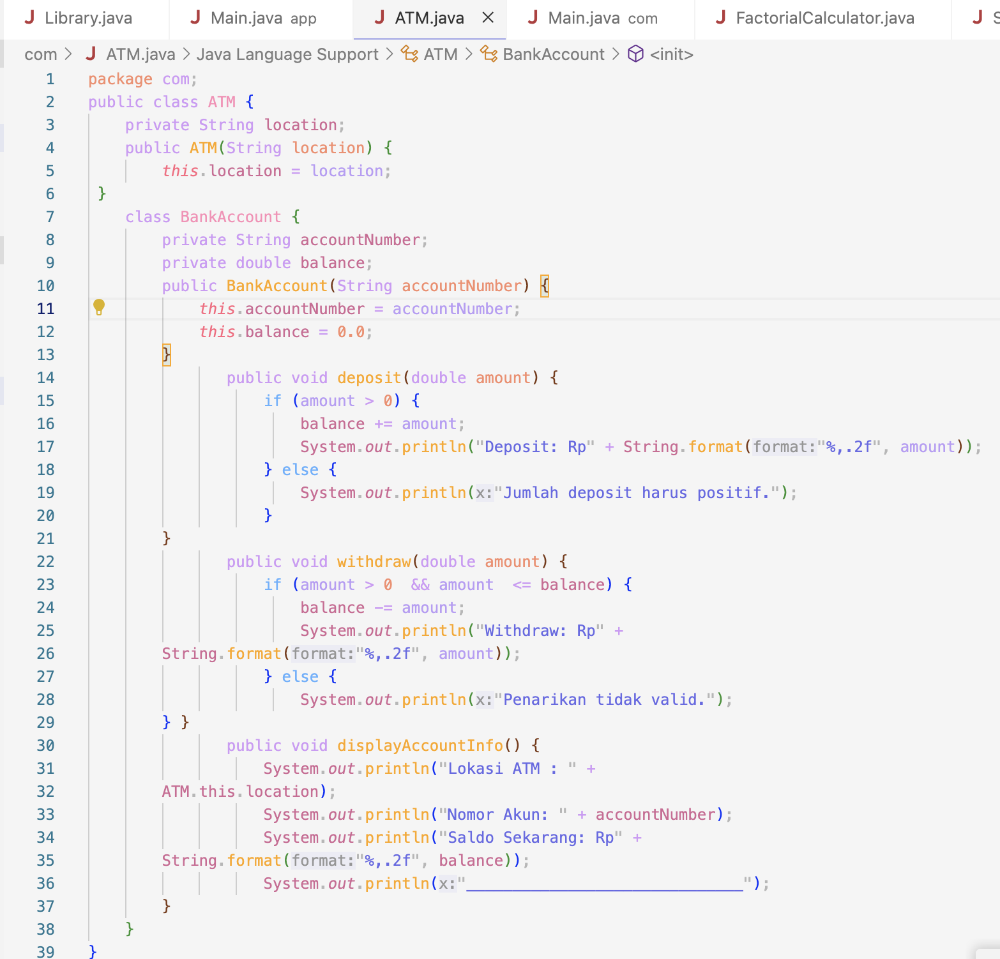 Library.java
Main.java app
ATM.java
Main.java com
FactorialCalculator.java
com > ATM.java > Java Language Support > ATM > BankAccount > <init>
1 package com;
2 public class ATM {
3 private String location;
4 public ATM(String location) {
5 this.location = location;
6 }
7 class BankAccount {
8 private String accountNumber;
9 private double balance;
10 public BankAccount(String accountNumber) {
11 this.accountNumber = accountNumber;
12 this.balance = 0.0;
13 }
14 public void deposit(double amount) {
15 if (amount > 0) {
16 balance += amount;
17 System.out.println("Deposit: Rp" + String.format(format:"%,.2f", amount));
18 } else {
19 System.out.println(x:"Jumlah deposit harus positif.");
20 }
21 }
22 public void withdraw(double amount) {
23 if (amount > 0  && amount  <= balance) {
24 balance -= amount;
25 System.out.println("Withdraw: Rp" +
26 String.format(format:"%,.2f", amount));
27 } else {
28 System.out.println(x:"Penarikan tidak valid.");
29 } }
30 public void displayAccountInfo() {
31 System.out.println("Lokasi ATM : " +
32 ATM.this.location);
33 System.out.println("Nomor Akun: " + accountNumber);
34 System.out.println("Saldo Sekarang: Rp" +
35 String.format(format:"%,.2f", balance));
36 System.out.println(x:"______________________________");
37 }
38 }
39 }